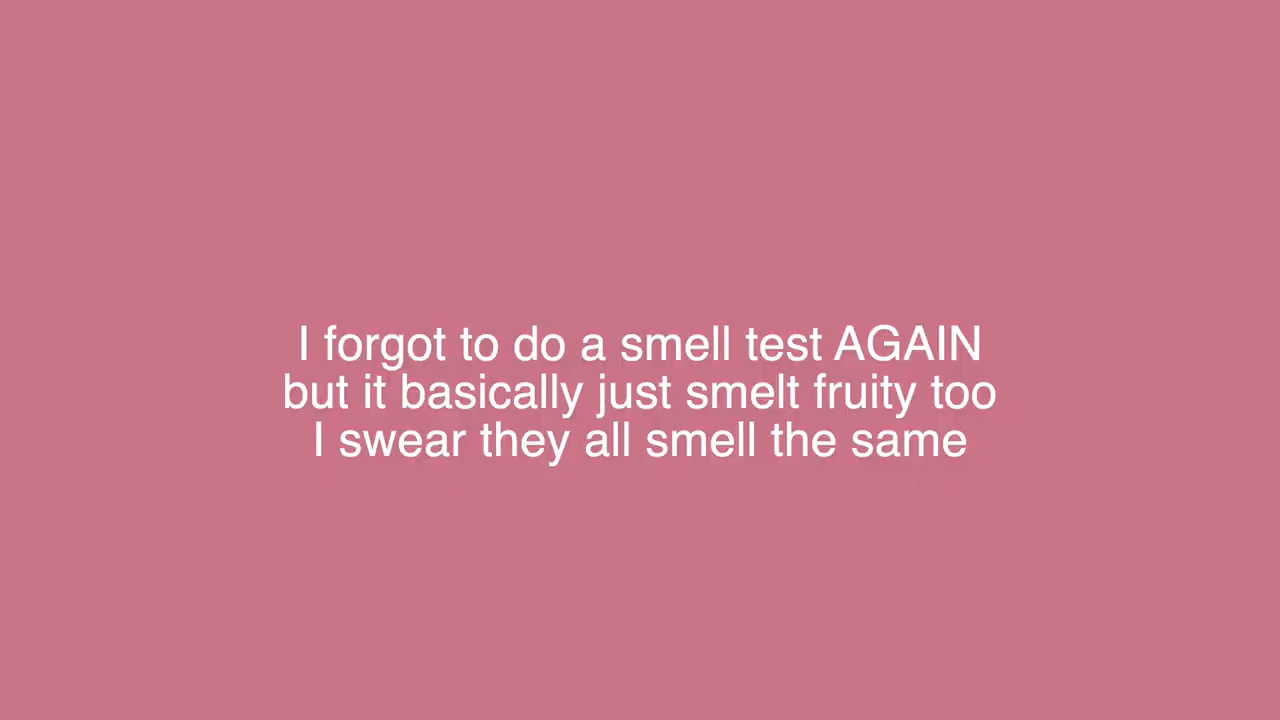 I forgot to do a smell test AGAIN
but it basically just smelt fruity too
I swear they all smell the same